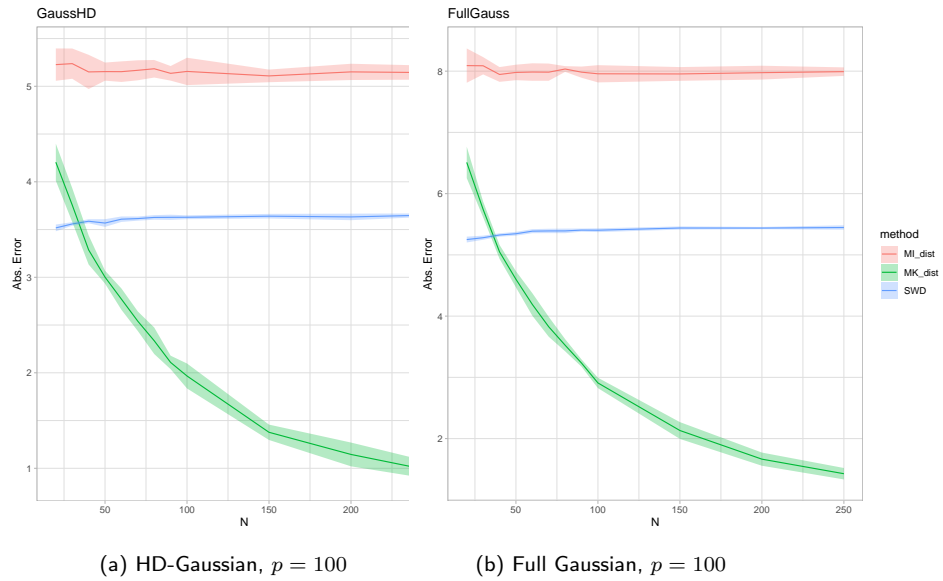 GaussHD
Abs. Error
5
4
3
2
1
50
100
150
200
N
(a) HD-Gaussian, p = 100
FullGauss
Abs. Error
8
6
4
2
50
100
150
200
250
N
(b) Full Gaussian, p = 100
method
MI_dist
MK_dist
SWD